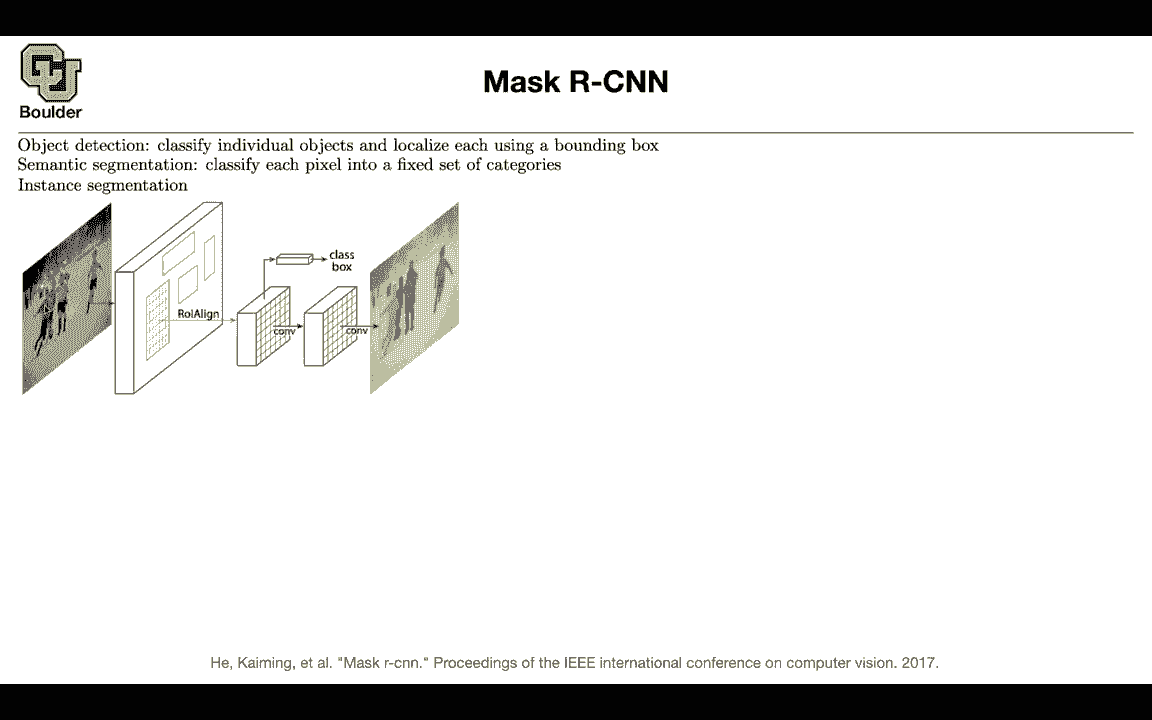 Boulder
Mask R-CNN
Object detection: classify individual objects and localize each using a bounding box
Semantic segmentation: classify each pixel into a fixed set of categories
Instance segmentation
RoIAlign
class
box
conv
conv
He, Kaiming, et al. "Mask r-cnn." Proceedings of the IEEE international conference on computer vision. 2017.